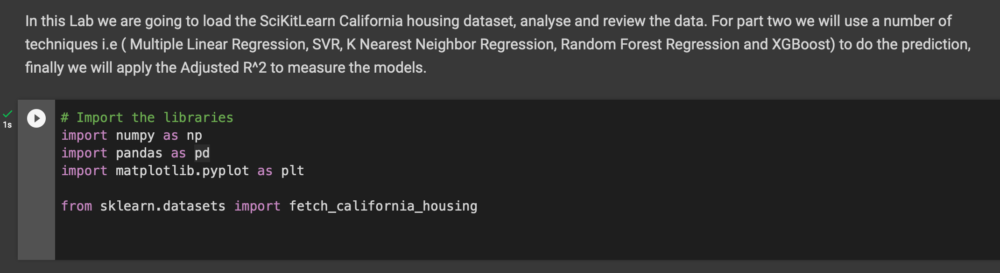 In this Lab we are going to load the SciKitLearn California housing dataset, analyse and review the data. For part two we will use a number of
techniques i.e ( Multiple Linear Regression, SVR, K Nearest Neighbor Regression, Random Forest Regression and XGBoost) to do the prediction,
finally we will apply the Adjusted R^2 to measure the models.
1s
# Import the libraries
import numpy as np
import pandas as pd
import matplotlib.pyplot as plt
from sklearn.datasets import fetch_california_housing